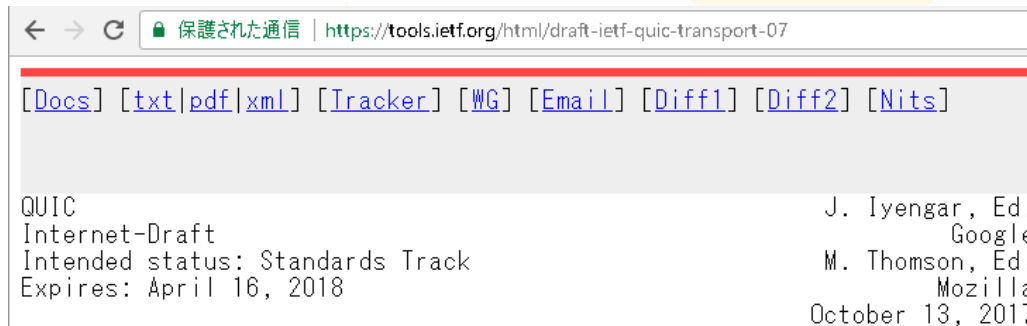 保護された通信 | https://tools.ietf.org/html/draft-ietf-quic-transport-07
[Docs] [txt|pdf|xml] [Tracker] [WG] [Email] [Diff1] [Diff2] [Nits]
QUIC J. Iyengar, Ed.
Internet-Draft Google
Intended status: Standards Track M. Thomson, Ed.
Expires: April 16, 2018 Mozilla
October 13, 2017